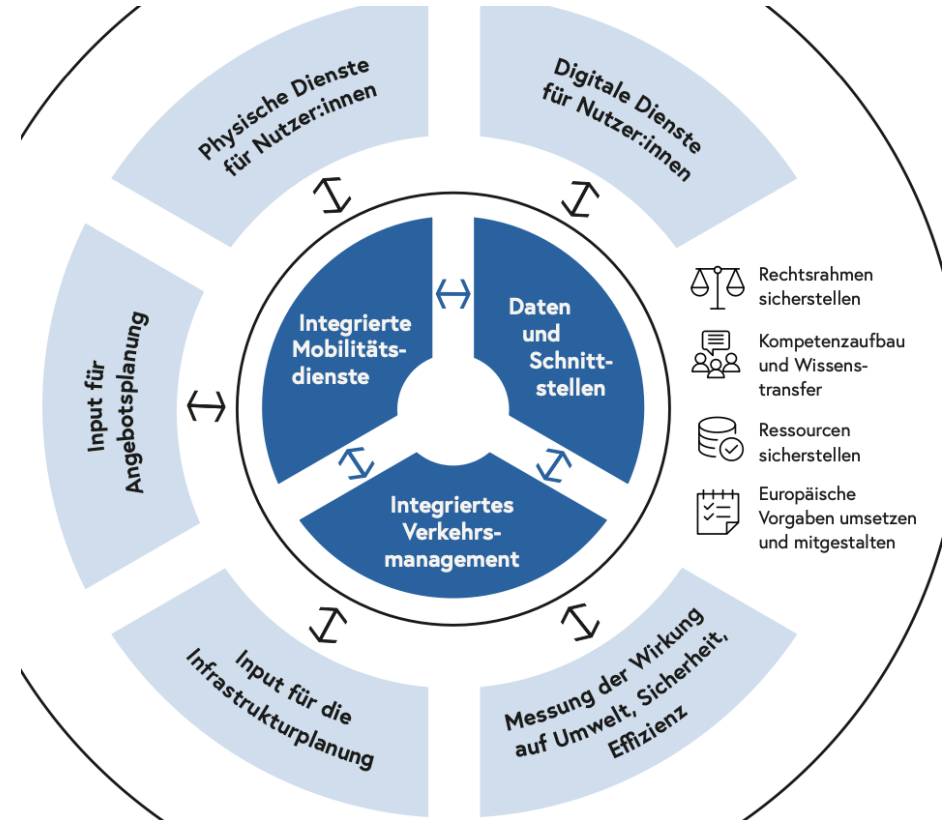 Physische Dienste
für Nutzer:innen
Digitale Dienste
für Nutzer:innen
Input für
Angebotsplanung
Integrierte
Mobilitäts-
dienste
Daten
und
Schnitt-
stellen
Integriertes
Verkehrs-
management
Rechtsrahmen
sicherstellen
Kompetenzaufbau
und Wissens-
transfer
Ressourcen
sicherstellen
Europäische
Vorgaben umsetzen
und mitgestalten
Input für die
Infrastrukturplanung
Messung der Wirkung
auf Umwelt, Sicherheit,
Effizienz